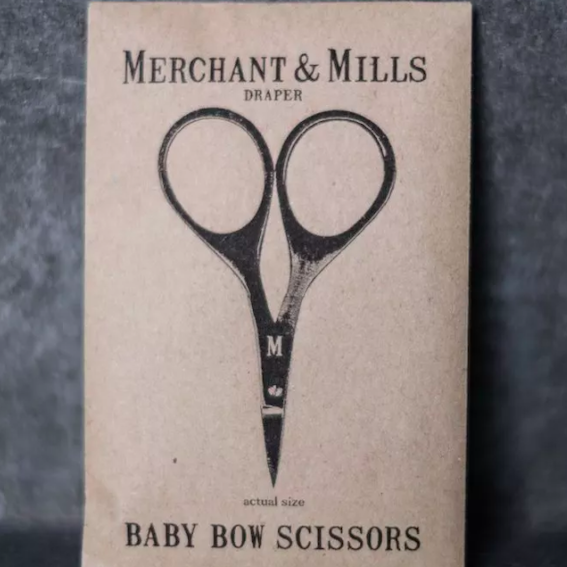 MERCHANT & MILLS
DRAPER
M
actual size
BABY BOW SCISSORS